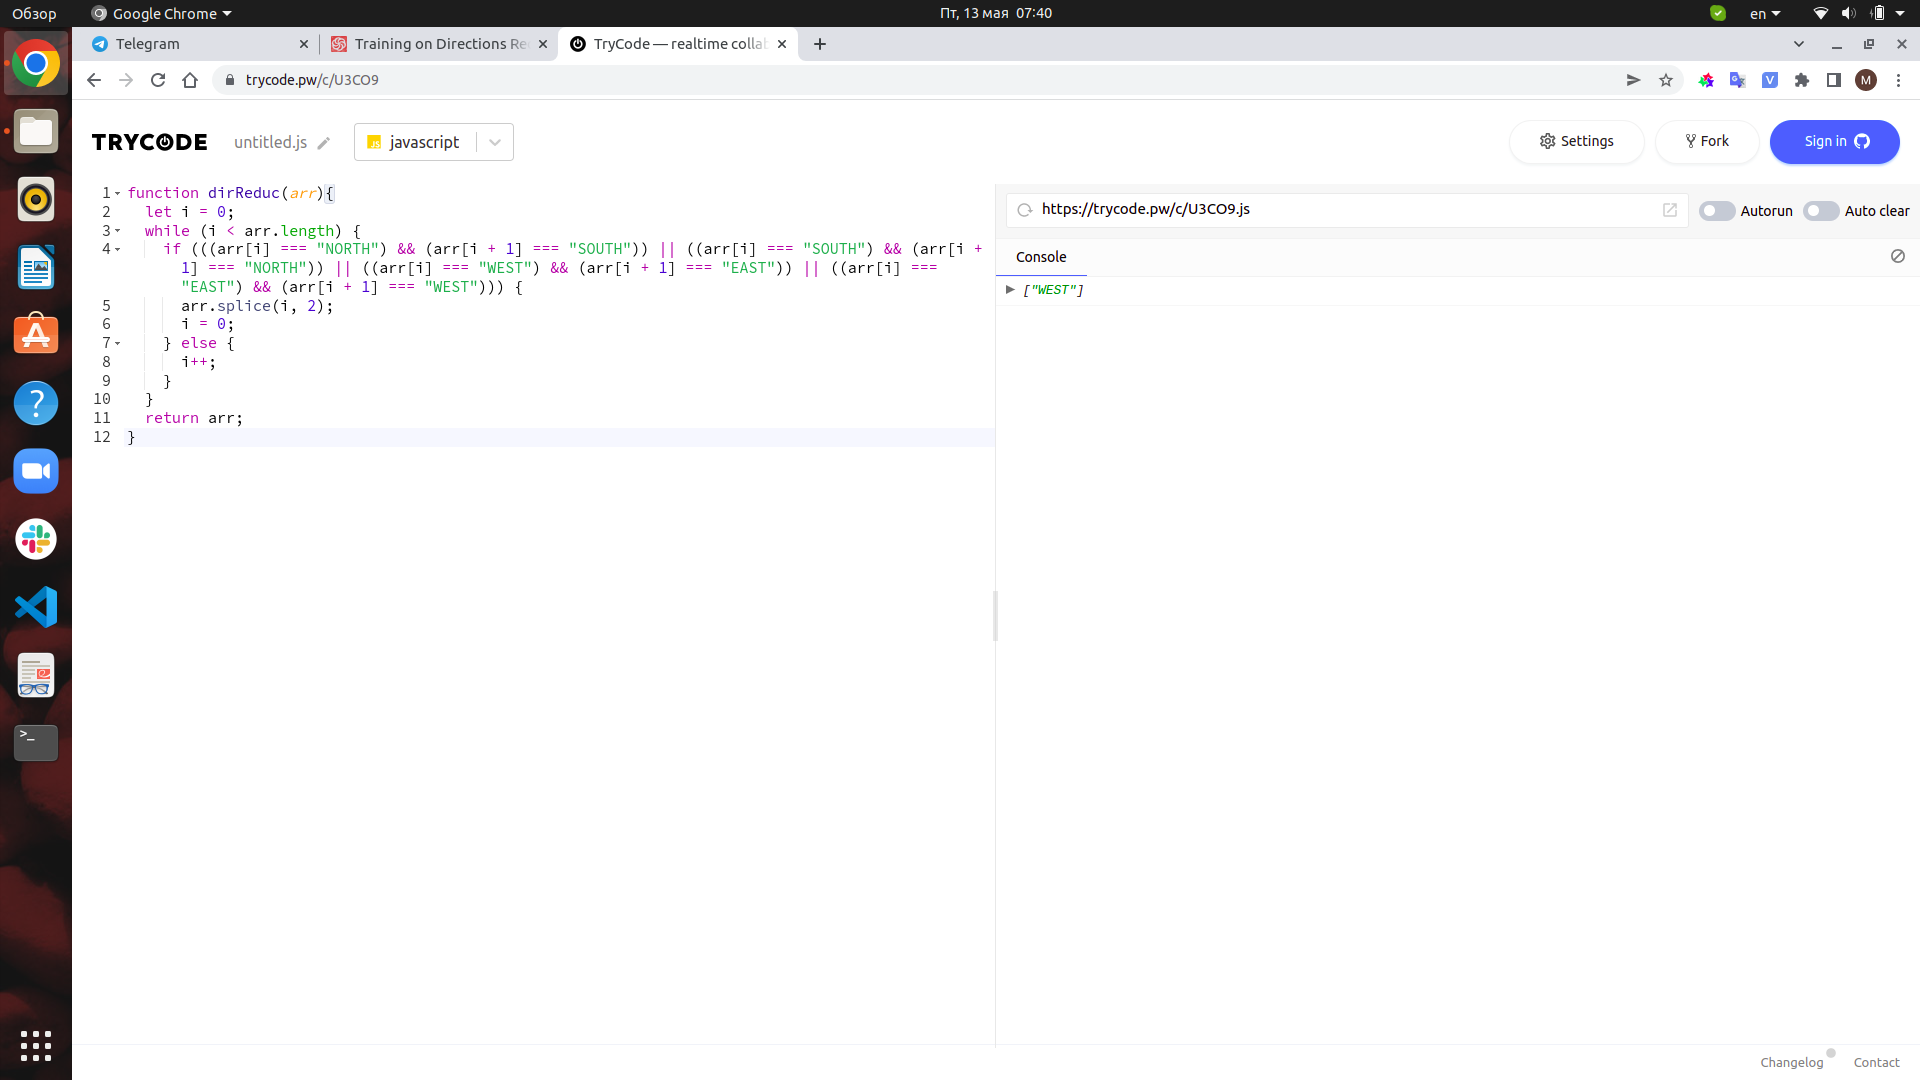 Обзор
Google Chrome
Пт, 13 мая 07:40
en
Telegram
Training on Directions Re
TryCode — realtime collab
trycode.pw/c/U3CO9
M
TRYCODE
untitled.js
JS
javascript
Settings
Fork
Sign in
1 function dirReduc(arr){
2 let i = 0;
3 while (i < arr.length) {
4 if (((arr[i] === "NORTH") && (arr[i + 1] === "SOUTH")) || ((arr[i] === "SOUTH") && (arr[i +
1] === "NORTH")) || ((arr[i] === "WEST") && (arr[i + 1] === "EAST")) || ((arr[i] ===
"EAST") && (arr[i + 1] === "WEST"))) {
5 arr.splice(i, 2);
6 i = 0;
7 } else {
8 i++;
9 }
10 }
11 return arr;
12 }
https://trycode.pw/c/U3CO9.js
Autorun
Auto clear
Console
["WEST"]
Changelog
Contact